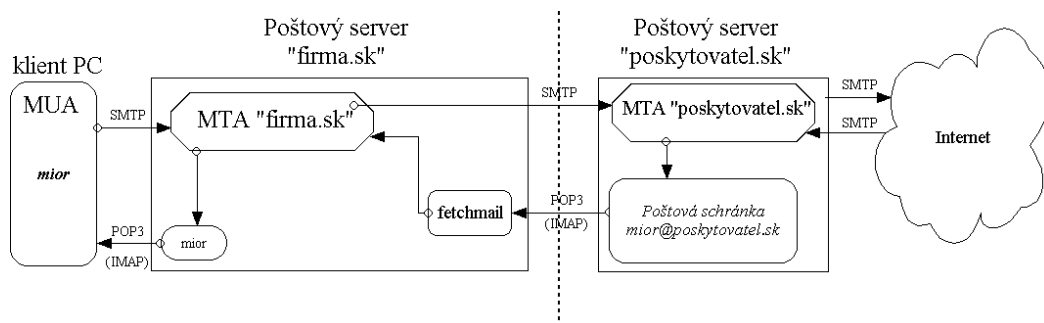 Poštový server
"firma.sk"
Poštový server
"poskytovatel.sk"
klient PC
MUA
mior
SMTP
MTA "firma.sk"
SMTP
MTA "poskytovatel.sk"
SMTP
SMTP
Internet
fetchmail
POP3
(IMAP)
Poštová schránka
mior@poskytovatel.sk
POP3
(IMAP)
mior